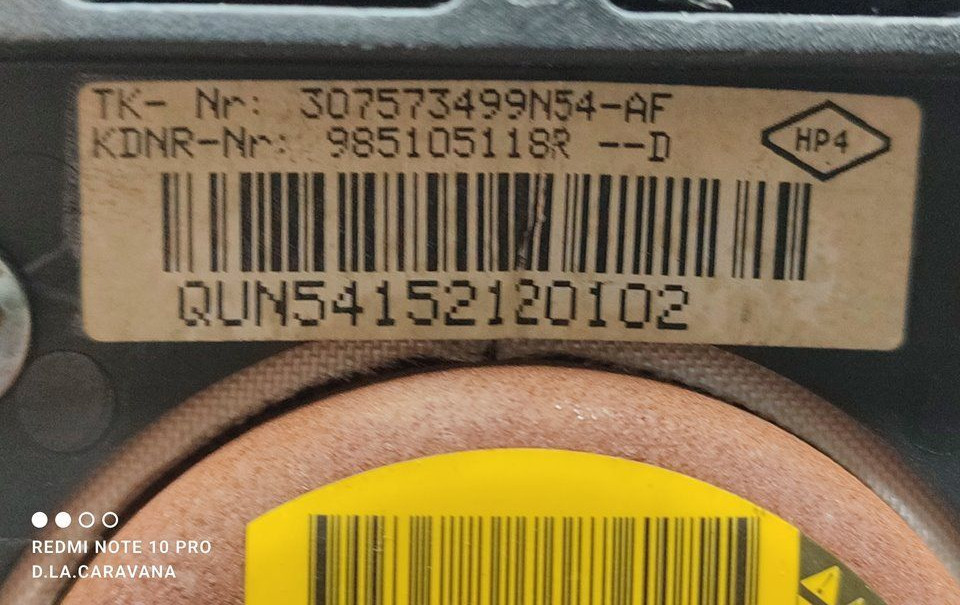 TK- Nr: 307573499N54-AF
KDNR-Nr: 985105118R --D
HP4
QUN54152120102
REDMI NOTE 10 PRO
D.LA.CARAVANA